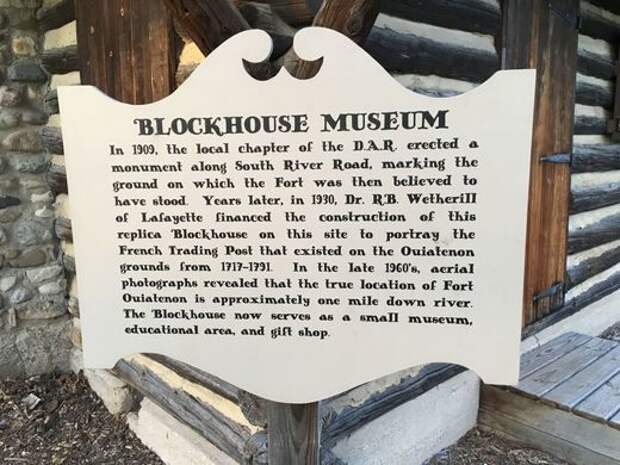 BLOCKHOUSE MUSEUM
In 1909, the local chapter of the D.A.R. erected a
monument along South River Road, marking the
ground on which the Fort was then believed to
have stood. Years later, in 1930, Dr. R.B. Wetherill
of Lafayette financed the construction of this
replica Blockhouse on this site to portray the
French Trading Post that existed on the Ouiatenon
grounds from 1717-1791. In the late 1960's, aerial
photographs revealed that the true location of Fort
Ouiatenon is approximately one mile down river.
The Blockhouse now serves as a small museum,
educational area, and gift shop.